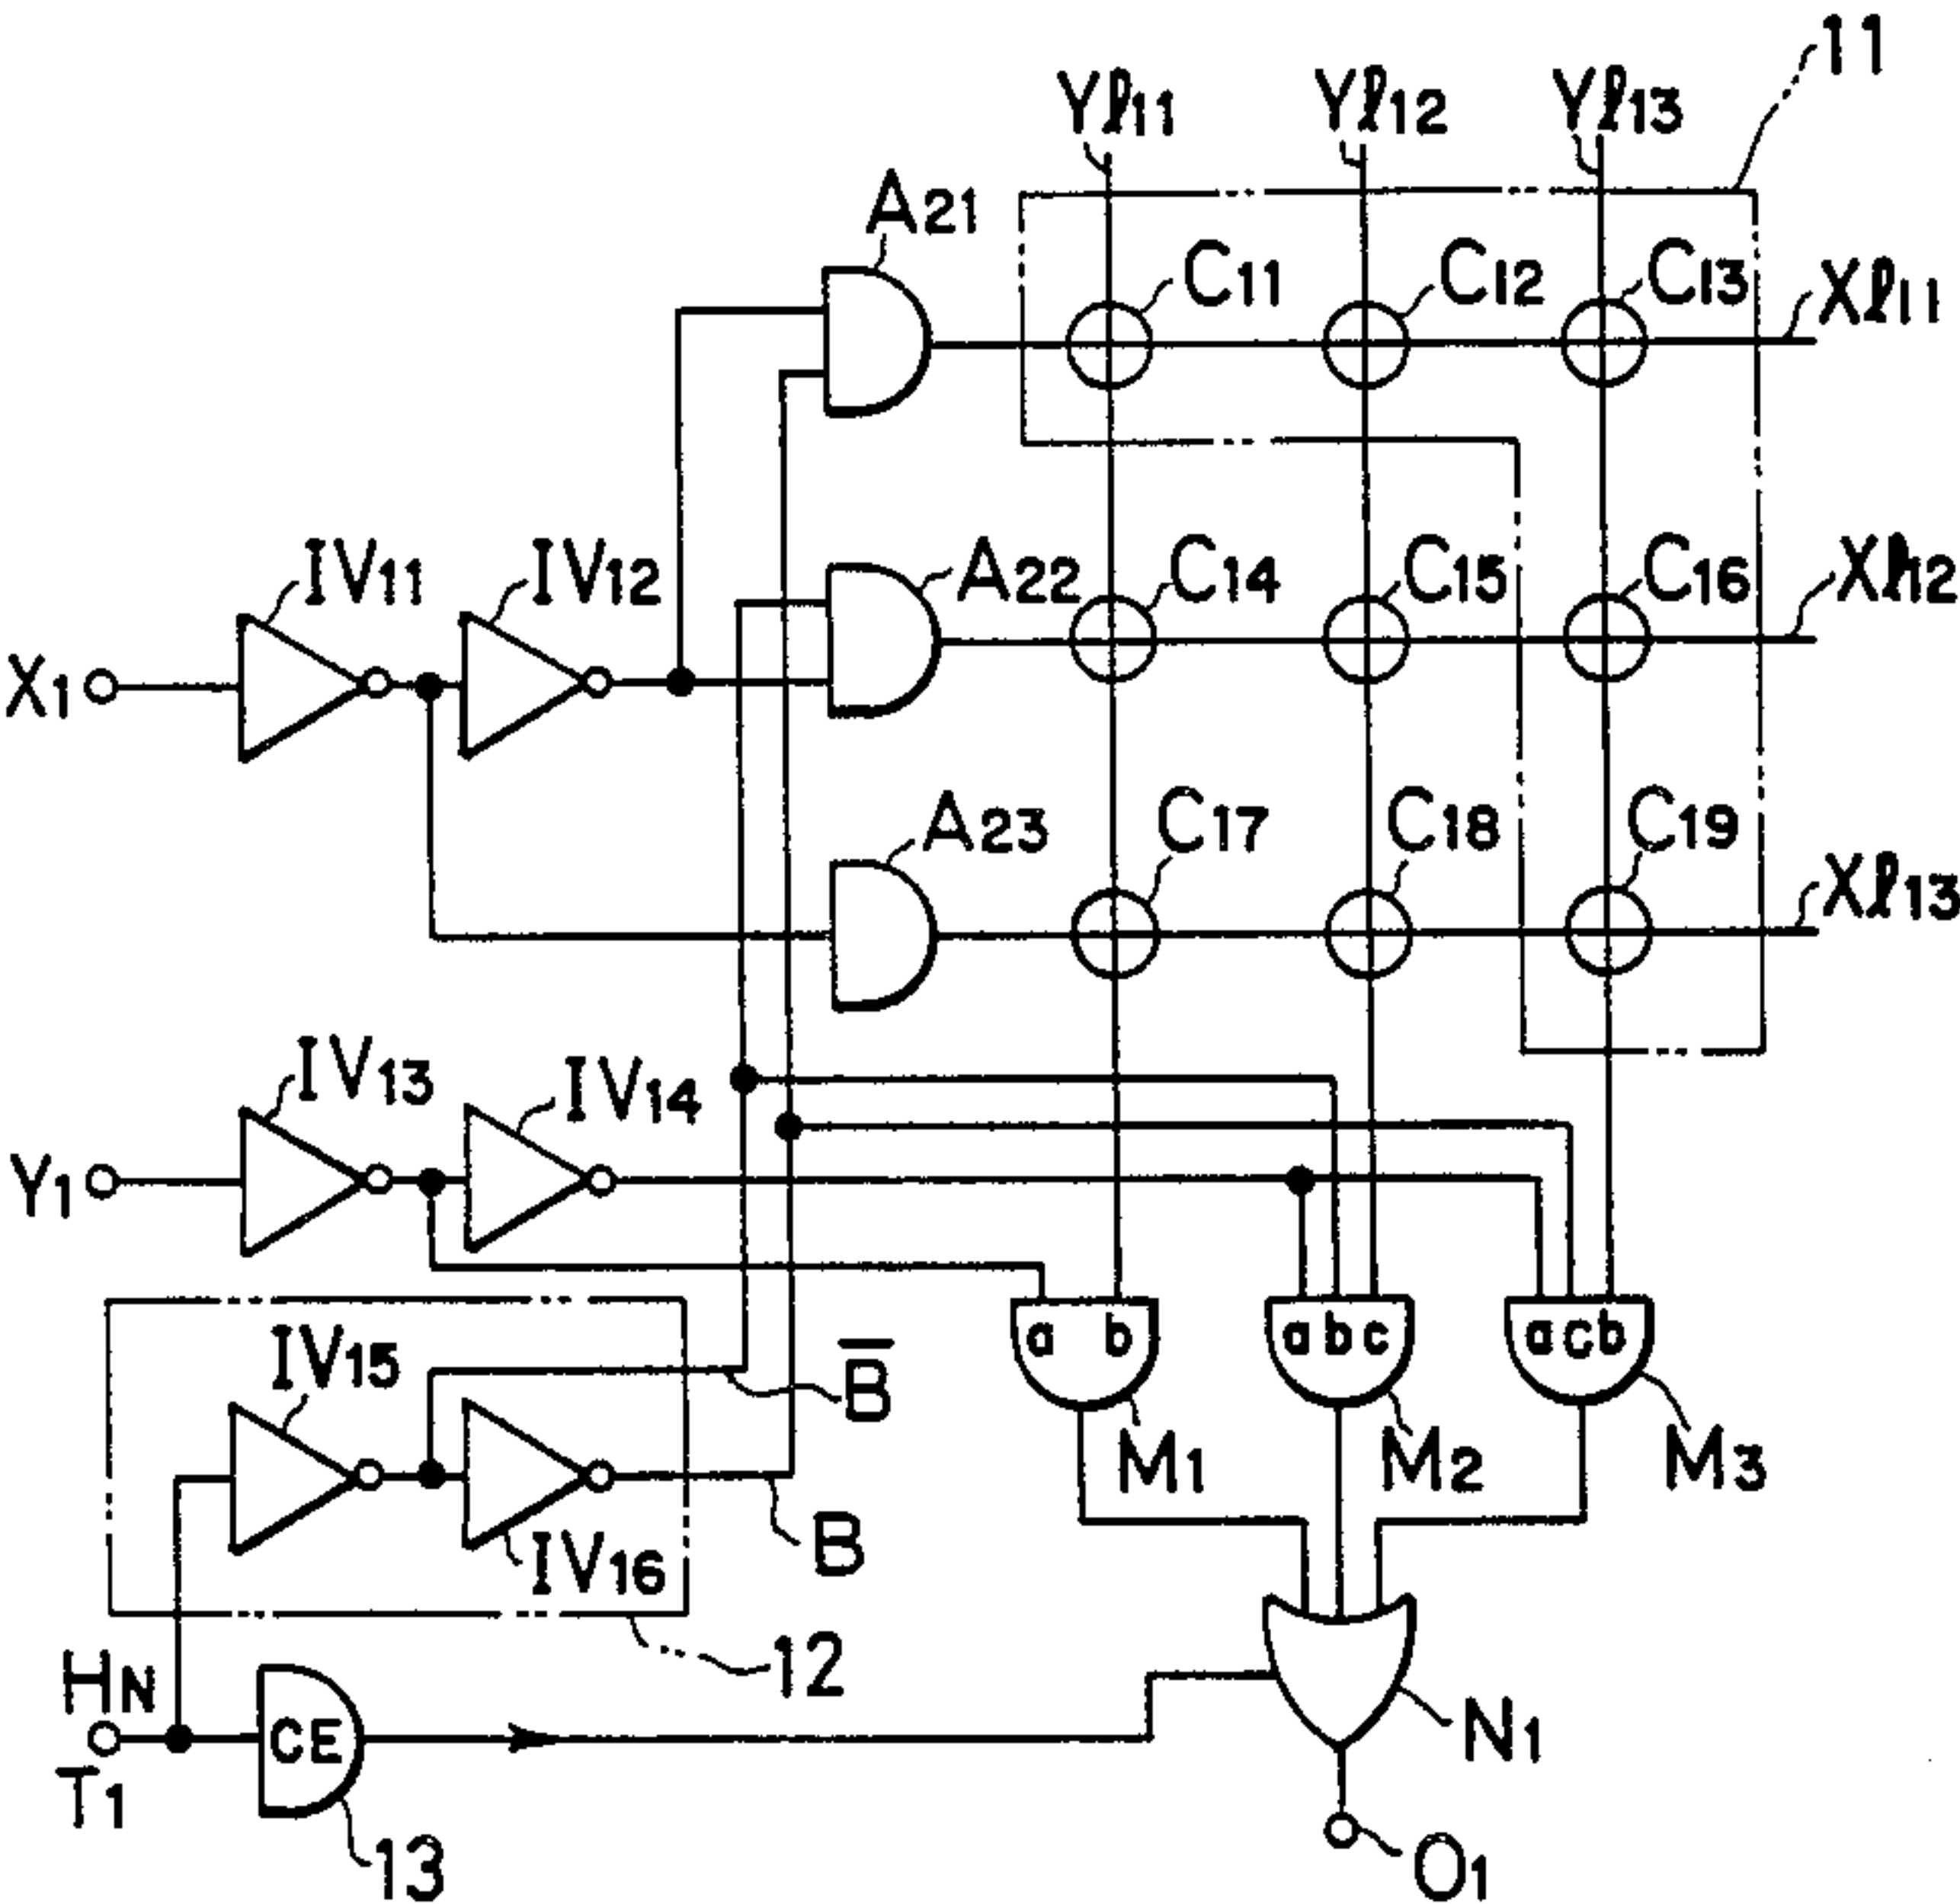 11
Yℓ11 Yℓ12 Yℓ13
A21
C11 C12 C13 Xℓ11
IV11 IV12 A22 C14 C15 C16 Xℓ12
X1
A23 C17 C18 C19 Xℓ13
IV13 IV14
Y1
IV15 B̅ a b a b c a c b
M1 M2 M3
IV16 B
12
HN
T1 CE N1
13 O1